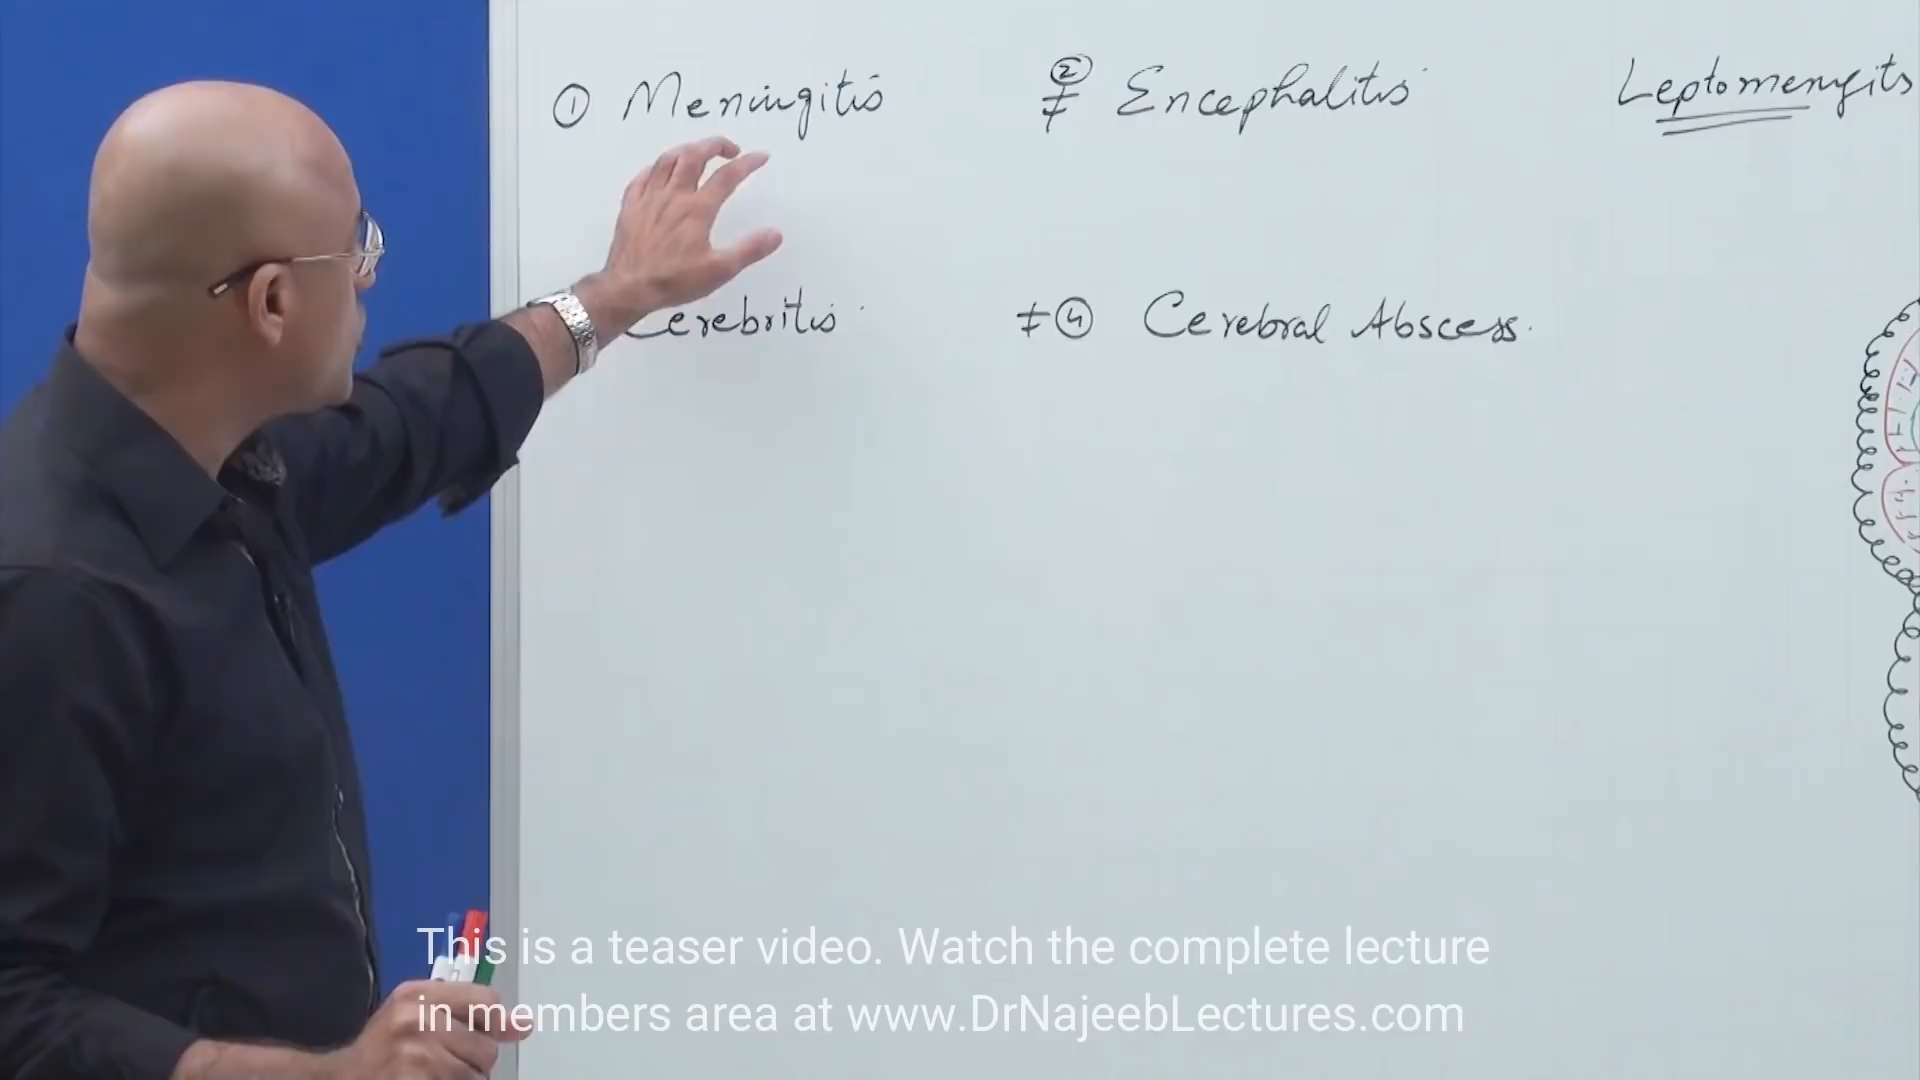 ① Meningitis ≠ ② Encephalitis Leptomenigits
Cerebritis ≠ ④ Cerebral Abscess.
This is a teaser video. Watch the complete lecture
in members area at www.DrNajeebLectures.com